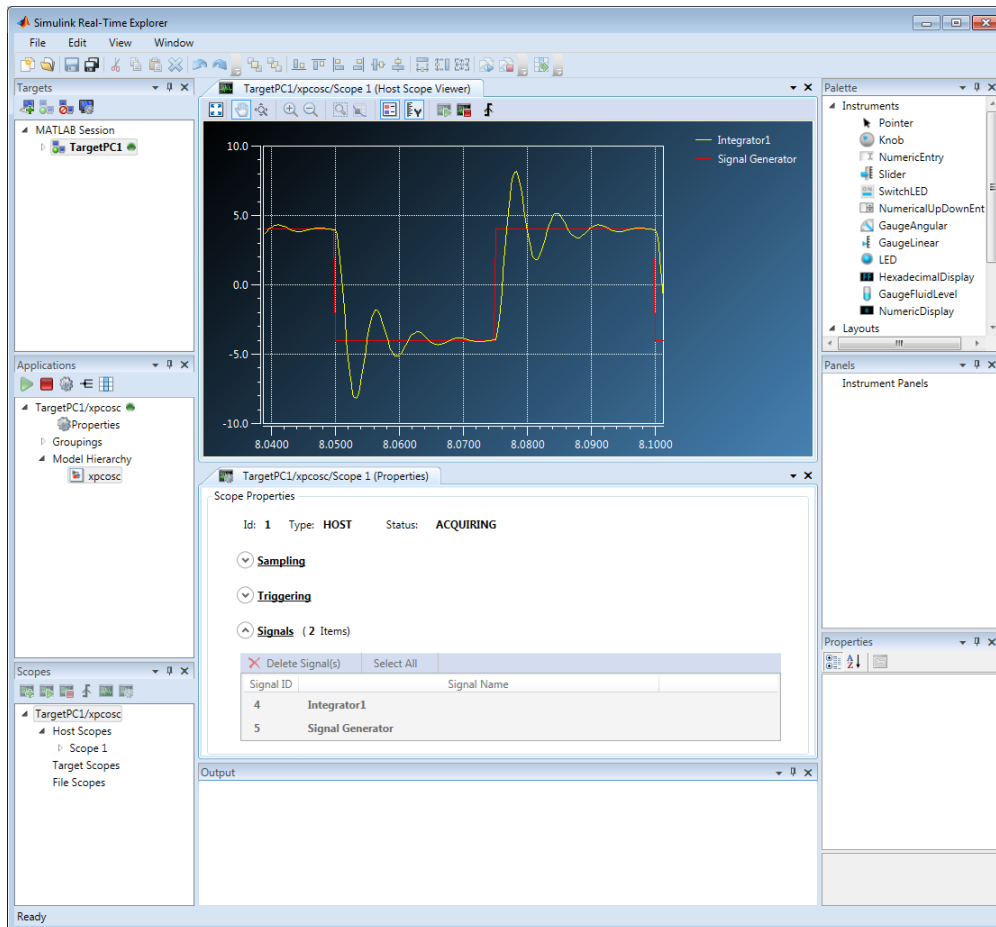 Simulink Real-Time Explorer
File Edit View Window
Targets
MATLAB Session
TargetPC1
Applications
TargetPC1/xpcosc
Properties
Groupings
Model Hierarchy
xpcosc
Scopes
TargetPC1/xpcosc
Host Scopes
Scope 1
Target Scopes
File Scopes
TargetPC1/xpcosc/Scope 1 (Host Scope Viewer)
Integrator1
Signal Generator
10.0
5.0
0.0
-5.0
-10.0
8.0400 8.0500 8.0600 8.0700 8.0800 8.0900 8.1000
TargetPC1/xpcosc/Scope 1 (Properties)
Scope Properties
Id: 1 Type: HOST Status: ACQUIRING
Sampling
Triggering
Signals ( 2 Items)
Delete Signal(s) Select All
Signal ID Signal Name
4 Integrator1
5 Signal Generator
Output
Palette
Instruments
Pointer
Knob
NumericEntry
Slider
SwitchLED
NumericalUpDownEnt
GaugeAngular
GaugeLinear
LED
HexadecimalDisplay
GaugeFluidLevel
NumericDisplay
Layouts
Panels
Instrument Panels
Properties
Ready